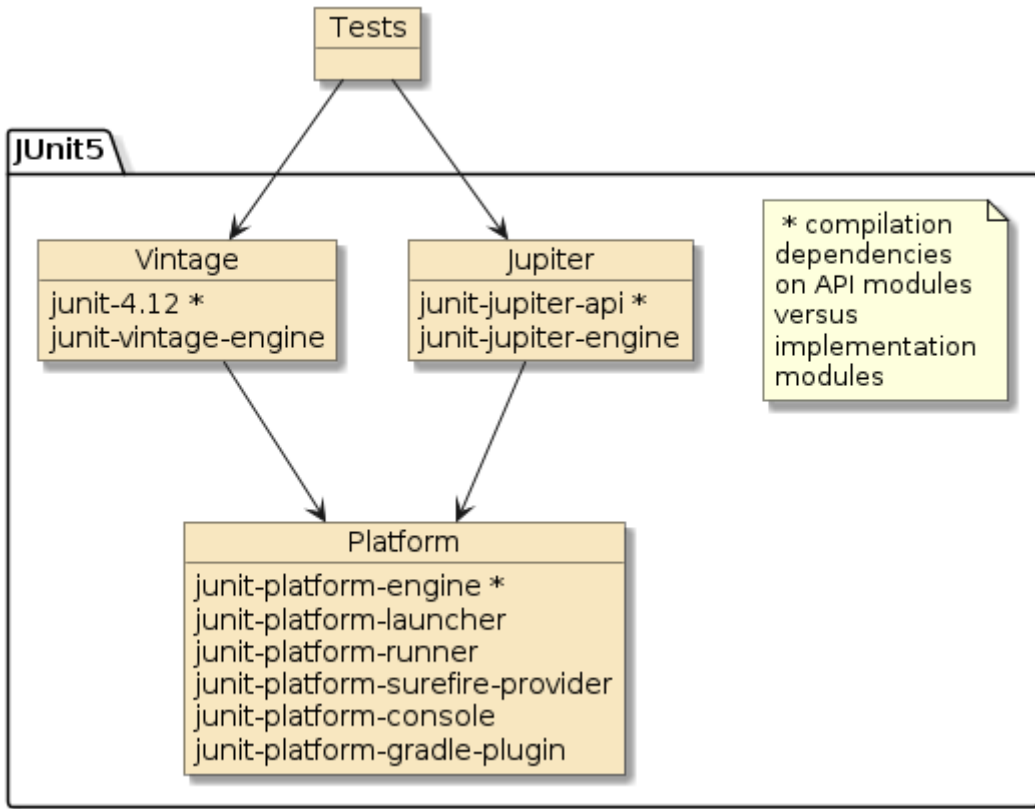 Tests
JUnit5
Vintage
junit-4.12 *
junit-vintage-engine
Jupiter
junit-jupiter-api *
junit-jupiter-engine
* compilation
dependencies
on API modules
versus
implementation
modules
Platform
junit-platform-engine *
junit-platform-launcher
junit-platform-runner
junit-platform-surefire-provider
junit-platform-console
junit-platform-gradle-plugin